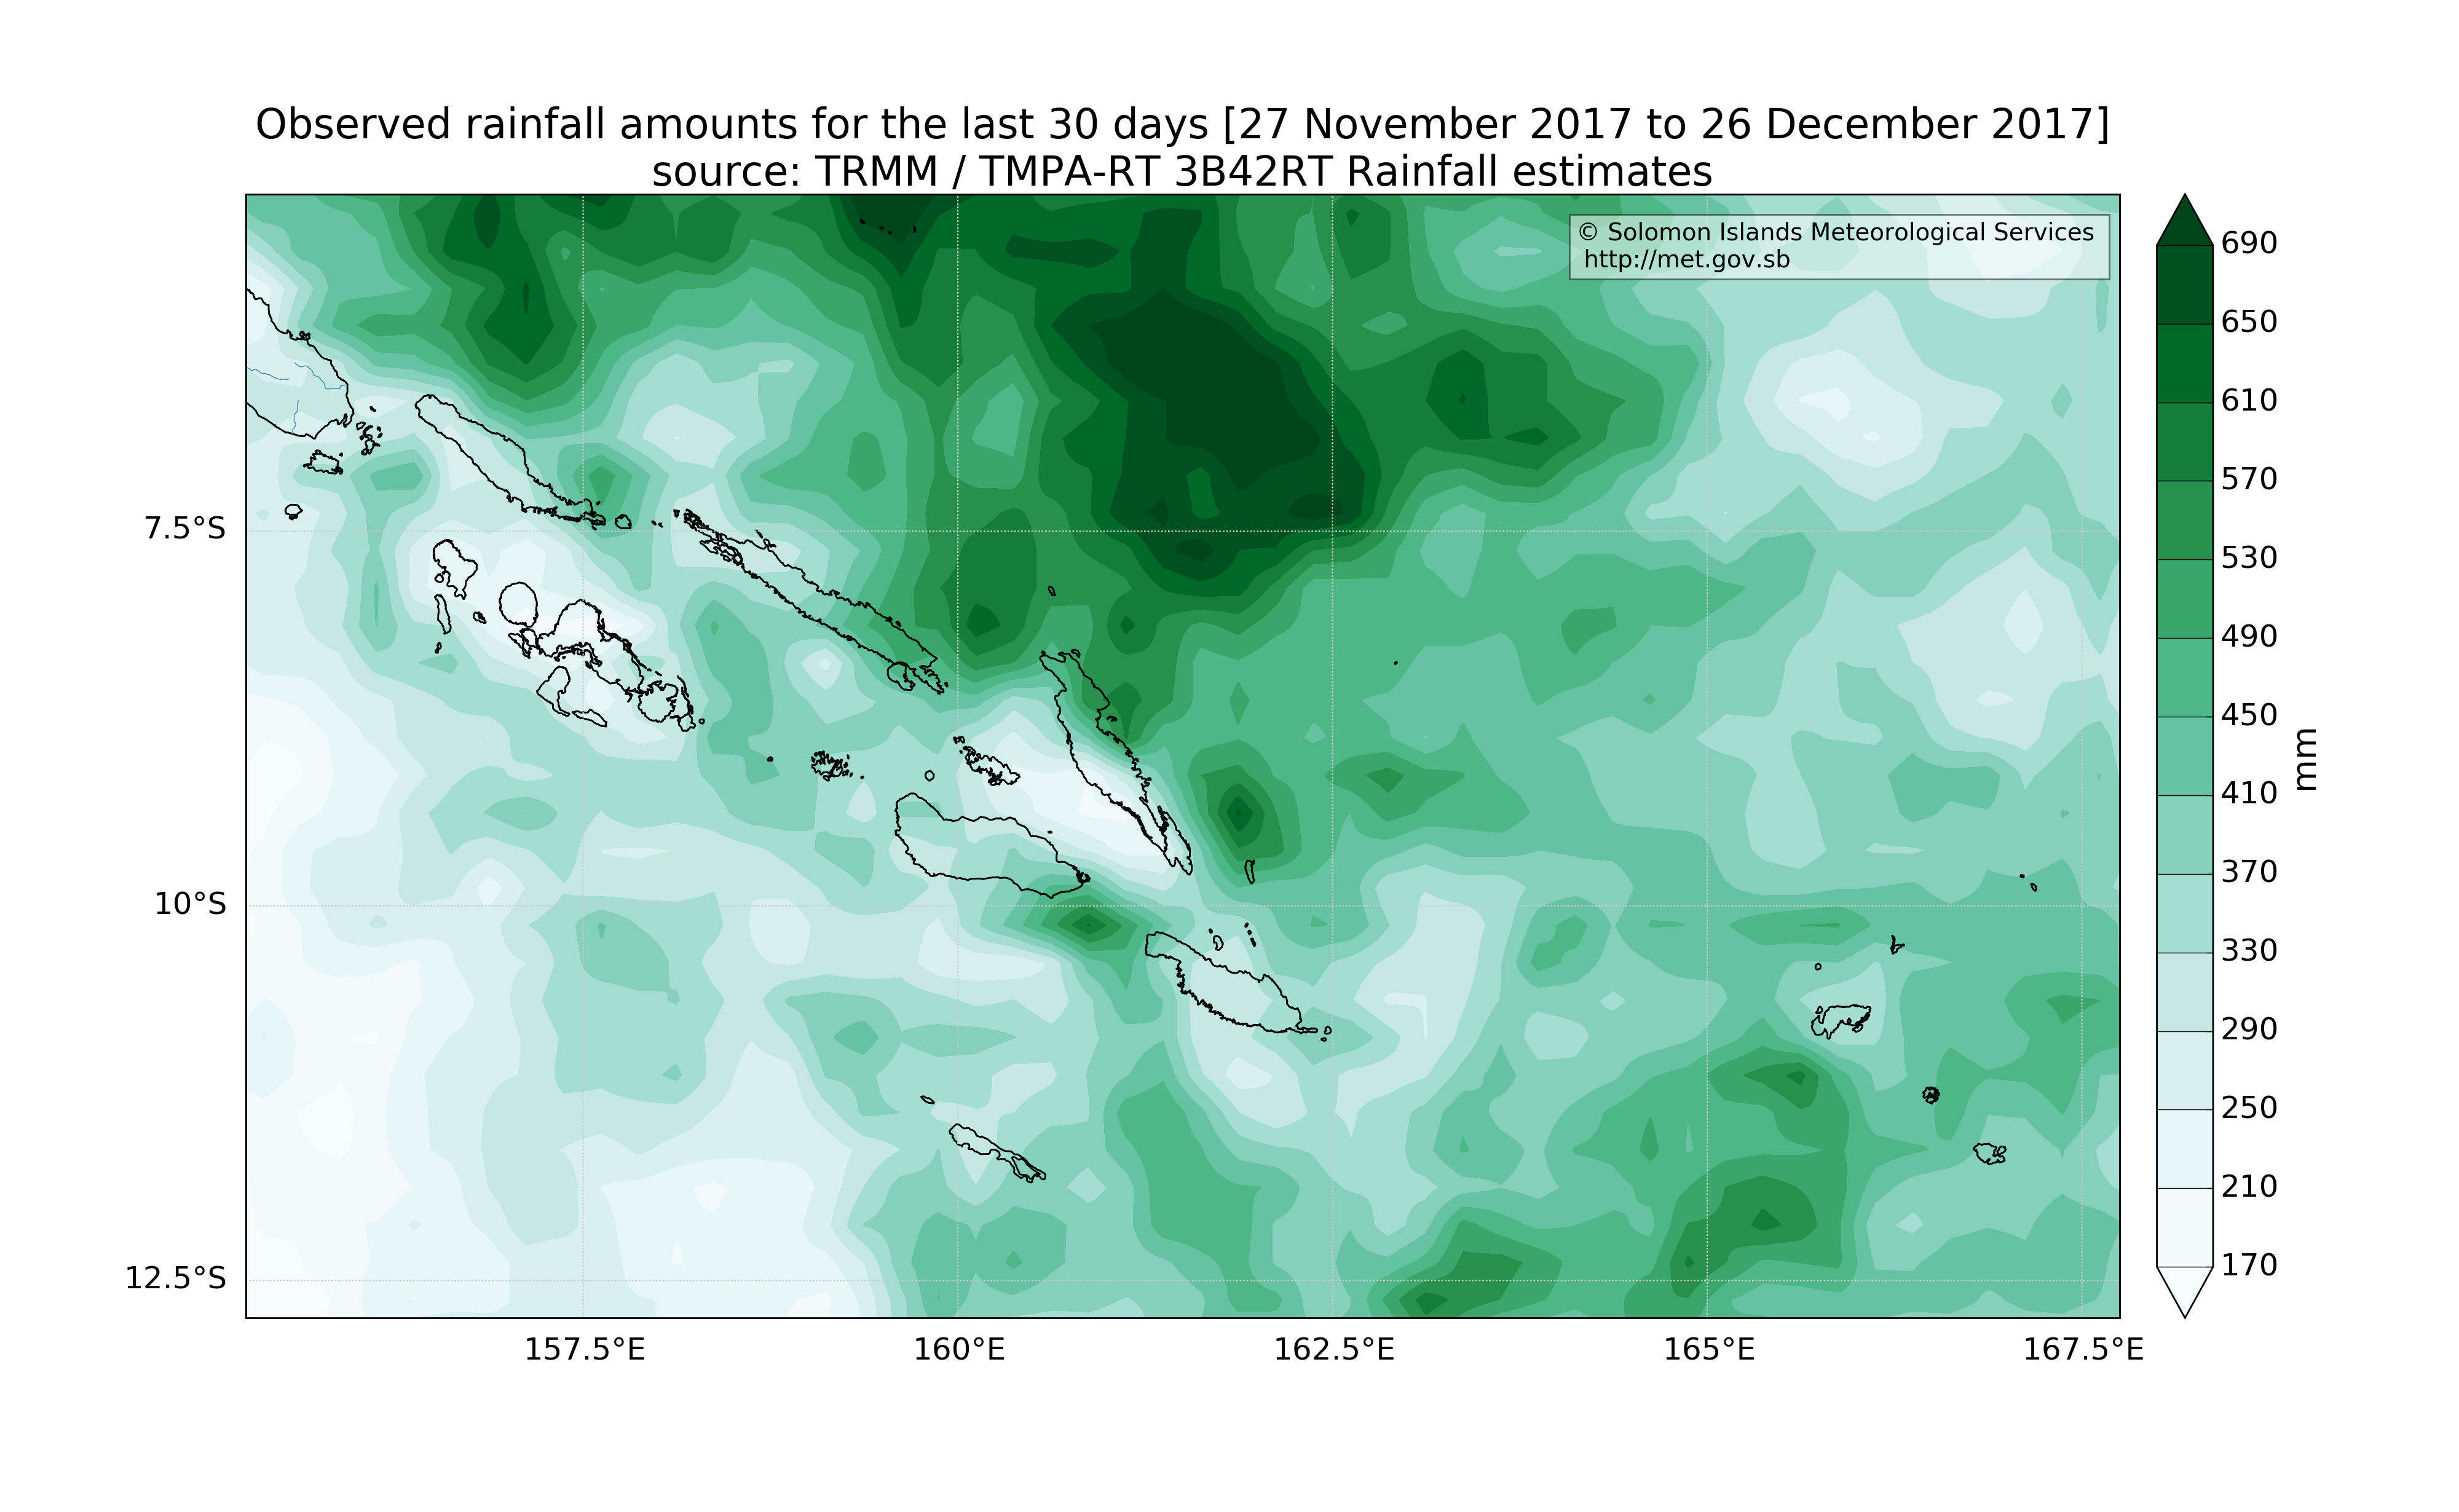 Observed rainfall amounts for the last 30 days [27 November 2017 to 26 December 2017]
source: TRMM / TMPA-RT 3B42RT Rainfall estimates
© Solomon Islands Meteorological Services
http://met.gov.sb
7.5°S
10°S
12.5°S
157.5°E
160°E
162.5°E
165°E
167.5°E
690
650
610
570
530
490
450
410
370
330
290
250
210
170
mm